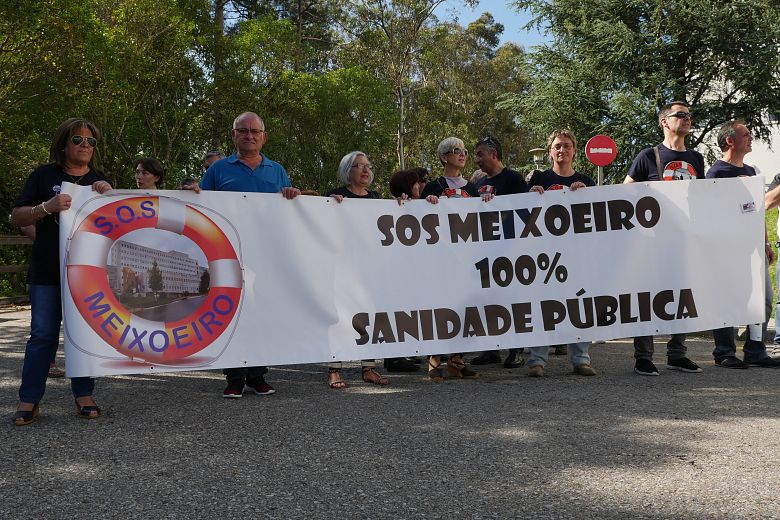 S.O.S
MEIXOEIRO
SOS MEIXOEIRO
100%
SANIDADE PÚBLICA